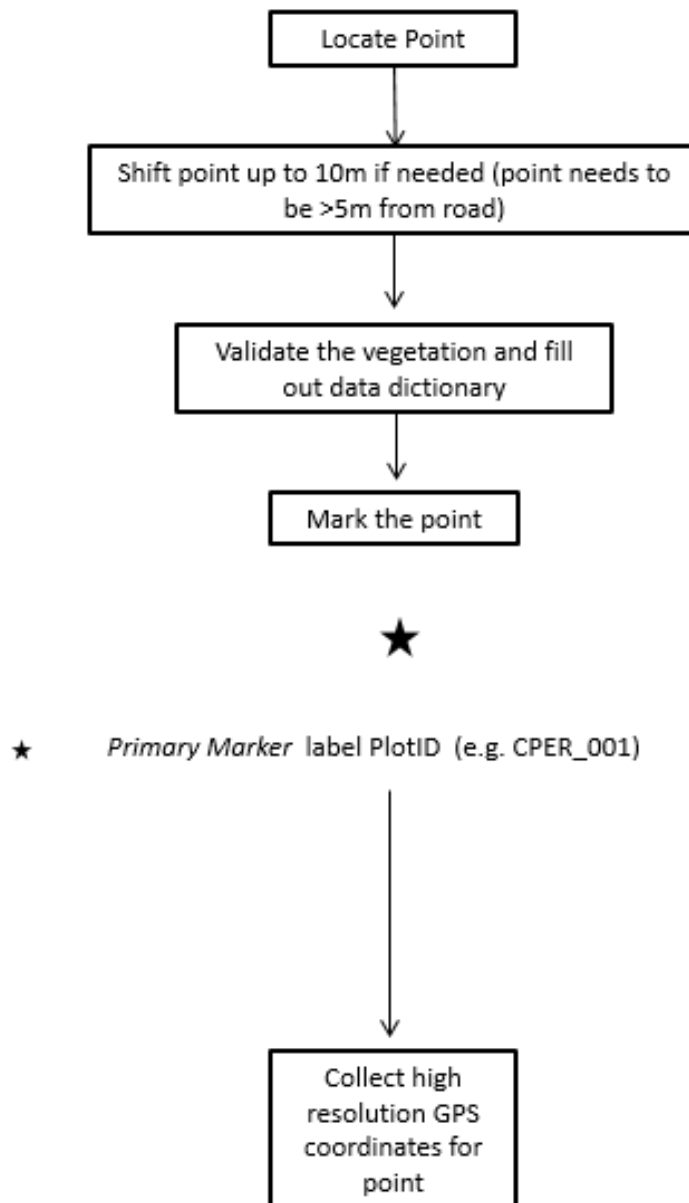 Locate Point
Shift point up to 10m if needed (point needs to
be >5m from road)
Validate the vegetation and fill
out data dictionary
Mark the point
Primary Marker label PlotID (e.g. CPER_001)
Collect high
resolution GPS
coordinates for
point